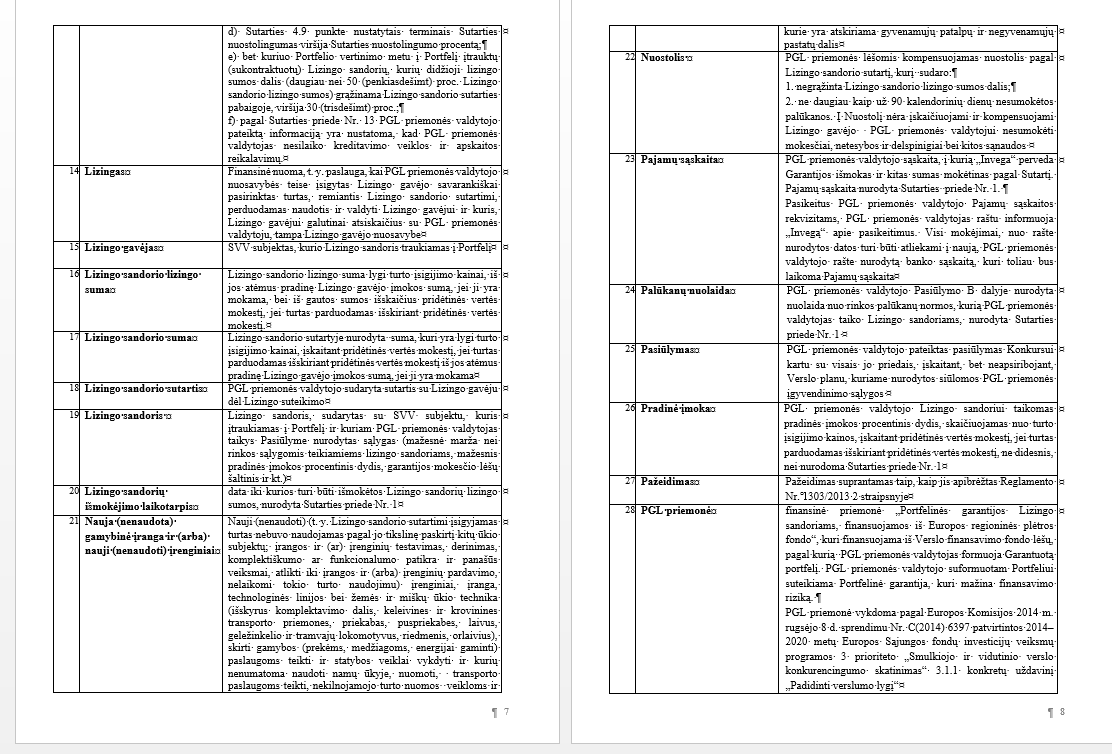 d) Sutarties 4.9 punkte nustatytais terminais Sutarties
nuostolingumas viršija Sutarties nuostolingumo procentą;¶
e) bet kuriuo Portfelio vertinimo metu į Portfelį įtrauktų
(sukontraktuotų) Lizingo sandorių, kurių didžioji lizingo
sumos dalis (daugiau nei 50 (penkiasdešimt) proc. Lizingo
sandorio lizingo sumos) grąžinama Lizingo sandorio sutarties
pabaigoje, viršija 30 (trisdešimt) proc.;¶
f) pagal Sutarties priede Nr. 13 PGL priemonės valdytojo
pateiktą informaciją yra nustatoma, kad PGL priemonės
valdytojas nesilaiko kreditavimo veiklos ir apskaitos
reikalavimų.¤
14 Lizingas¤
Finansinė nuoma, t. y. paslauga, kai PGL priemonės valdytojo
nuosavybės teise įsigytas Lizingo gavėjo savarankiškai
pasirinktas turtas, remiantis Lizingo sandorio sutartimi,
perduodamas naudotis ir valdyti Lizingo gavėjui ir kuris,
Lizingo gavėjui galutinai atsiskaičius su PGL priemonės
valdytoju, tampa Lizingo gavėjo nuosavybe¤
15 Lizingo gavėjas¤
SVV subjektas, kurio Lizingo sandoris traukiamas į Portfelį¤
16 Lizingo sandorio lizingo
suma¤
Lizingo sandorio lizingo suma lygi turto įsigijimo kainai, iš
jos atėmus pradinę Lizingo gavėjo įmokos sumą, jei ji yra
mokama, bei iš gautos sumos išskaičius pridėtinės vertės
mokestį, jei turtas parduodamas išskiriant pridėtinės vertės
mokestį.¤
17 Lizingo sandorio suma¤
Lizingo sandorio sutartyje nurodyta suma, kuri yra lygi turto
įsigijimo kainai, įskaitant pridėtinės vertės mokestį, jei turtas
parduodamas išskiriant pridėtinės vertės mokestį iš jos atėmus
pradinę Lizingo gavėjo įmokos sumą, jei ji yra mokama¤
18 Lizingo sandorio sutartis¤
PGL priemonės valdytojo sudaryta sutartis su Lizingo gavėju
dėl Lizingo suteikimo¤
19 Lizingo sandoris ¤
Lizingo sandoris, sudarytas su SVV subjektu, kuris
įtraukiamas į Portfelį ir kuriam PGL priemonės valdytojas
taikys Pasiūlyme nurodytas sąlygas (mažesnė marža nei
rinkos sąlygomis teikiamiems lizingo sandoriams, mažesnis
pradinės įmokos procentinis dydis, garantijos mokesčio lėšų
šaltinis ir kt.)¤
20 Lizingo sandorių
išmokėjimo laikotarpis¤
data iki kurios turi būti išmokėtos Lizingo sandorių lizingo
sumos, nurodyta Sutarties priede Nr. 1¤
21 Nauja (nenaudota)
gamybinė įranga ir (arba)
nauji (nenaudoti) įrenginiai¤
Nauji (nenaudoti) (t. y. Lizingo sandorio sutartimi įsigyjamas
turtas nebuvo naudojamas pagal jo tikslinę paskirtį kitų ūkio
subjektų; įrangos ir (ar) įrenginių testavimas, derinimas,
komplektiškumo ar funkcionalumo patikra ir panašūs
veiksmai, atlikti iki įrangos ir (arba) įrenginių pardavimo,
nelaikomi tokio turto naudojimu) įrenginiai, įranga,
technologinės linijos bei žemės ir miškų ūkio technika
(išskyrus komplektavimo dalis, keleivines ir krovinines
transporto priemones, priekabas, puspriekabes, laivus,
geležinkelio ir tramvajų lokomotyvus, riedmenis, orlaivius),
skirti gamybos (prekėms, medžiagoms, energijai gaminti)
paslaugoms teikti ir statybos veiklai vykdyti ir kurių
nenumatoma naudoti namų ūkyje, nuomoti, transporto
paslaugoms teikti, nekilnojamojo turto nuomos veikloms ir
¶ 7
kurie yra atskiriama gyvenamųjų patalpų ir negyvenamųjų
pastatų dalis¤
22 Nuostolis¤
PGL priemonės lėšomis kompensuojamas nuostolis pagal
Lizingo sandorio sutartį, kurį sudaro:¶
1. negrąžinta Lizingo sandorio lizingo sumos dalis;¶
2. ne daugiau kaip už 90 kalendorinių dienų nesumokėtos
palūkanos. Į Nuostolį nėra įskaičiuojami ir kompensuojami
Lizingo gavėjo PGL priemonės valdytojui nesumokėti
mokesčiai, netesybos ir delspinigiai bei kitos sąnaudos ¤
23 Pajamų sąskaita¤
PGL priemonės valdytojo sąskaita, į kurią „Invega“ perveda
Garantijos išmokas ir kitas sumas mokėtinas pagal Sutartį.
Pajamų sąskaita nurodyta Sutarties priede Nr. 1. ¶
Pasikeitus PGL priemonės valdytojo Pajamų sąskaitos
rekvizitams, PGL priemonės valdytojas raštu informuoja
„Invegą“ apie pasikeitimus. Visi mokėjimai, nuo rašte
nurodytos datos turi būti atliekami į naują, PGL priemonės
valdytojo rašte nurodytą banko sąskaitą, kuri toliau bus
laikoma Pajamų sąskaita¤
24 Palūkanų nuolaida¤
PGL priemonės valdytojo Pasiūlymo B dalyje nurodyta
nuolaida nuo rinkos palūkanų normos, kurią PGL priemonės
valdytojas taiko Lizingo sandoriams, nurodyta Sutarties
priede Nr. 1 ¤
25 Pasiūlymas¤
PGL priemonės valdytojo pateiktas pasiūlymas Konkursui
kartu su visais jo priedais, įskaitant, bet neapsiribojant,
Verslo planu, kuriame nurodytos siūlomos PGL priemonės
įgyvendinimo sąlygos¤
26 Pradinė įmoka¤
PGL priemonės valdytojo Lizingo sandoriui taikomas
pradinės įmokos procentinis dydis, skaičiuojamas nuo turto
įsigijimo kainos, įskaitant pridėtinės vertės mokestį, jei turtas
parduodamas išskiriant pridėtinės vertės mokestį, ne didesnis,
nei nurodoma Sutarties priede Nr. 1¤
27 Pažeidimas¤
Pažeidimas suprantamas taip, kaip jis apibrėžtas Reglamento
Nr. 1303/2013 2 straipsnyje¤
28 PGL priemonė¤
finansinė priemonė „Portfelinės garantijos Lizingo
sandoriams, finansuojamos iš Europos regioninės plėtros
fondo“, kuri finansuojama iš Verslo finansavimo fondo lėšų,
pagal kurią PGL priemonės valdytojas formuoja Garantuotą
portfelį. PGL priemonės valdytojo suformuotam Portfeliui
suteikiama Portfelinė garantija, kuri mažina finansavimo
riziką. ¶
PGL priemonė vykdoma pagal Europos Komisijos 2014 m.
rugsėjo 8 d. sprendimu Nr. C(2014) 6397 patvirtintos 2014–
2020 metų Europos Sąjungos fondų investicijų veiksmų
programos 3 prioriteto „Smulkiojo ir vidutinio verslo
konkurencingumo skatinimas“ 3.1.1 konkretų uždavinį
„Padidinti verslumo lygį“¤
¶ 8